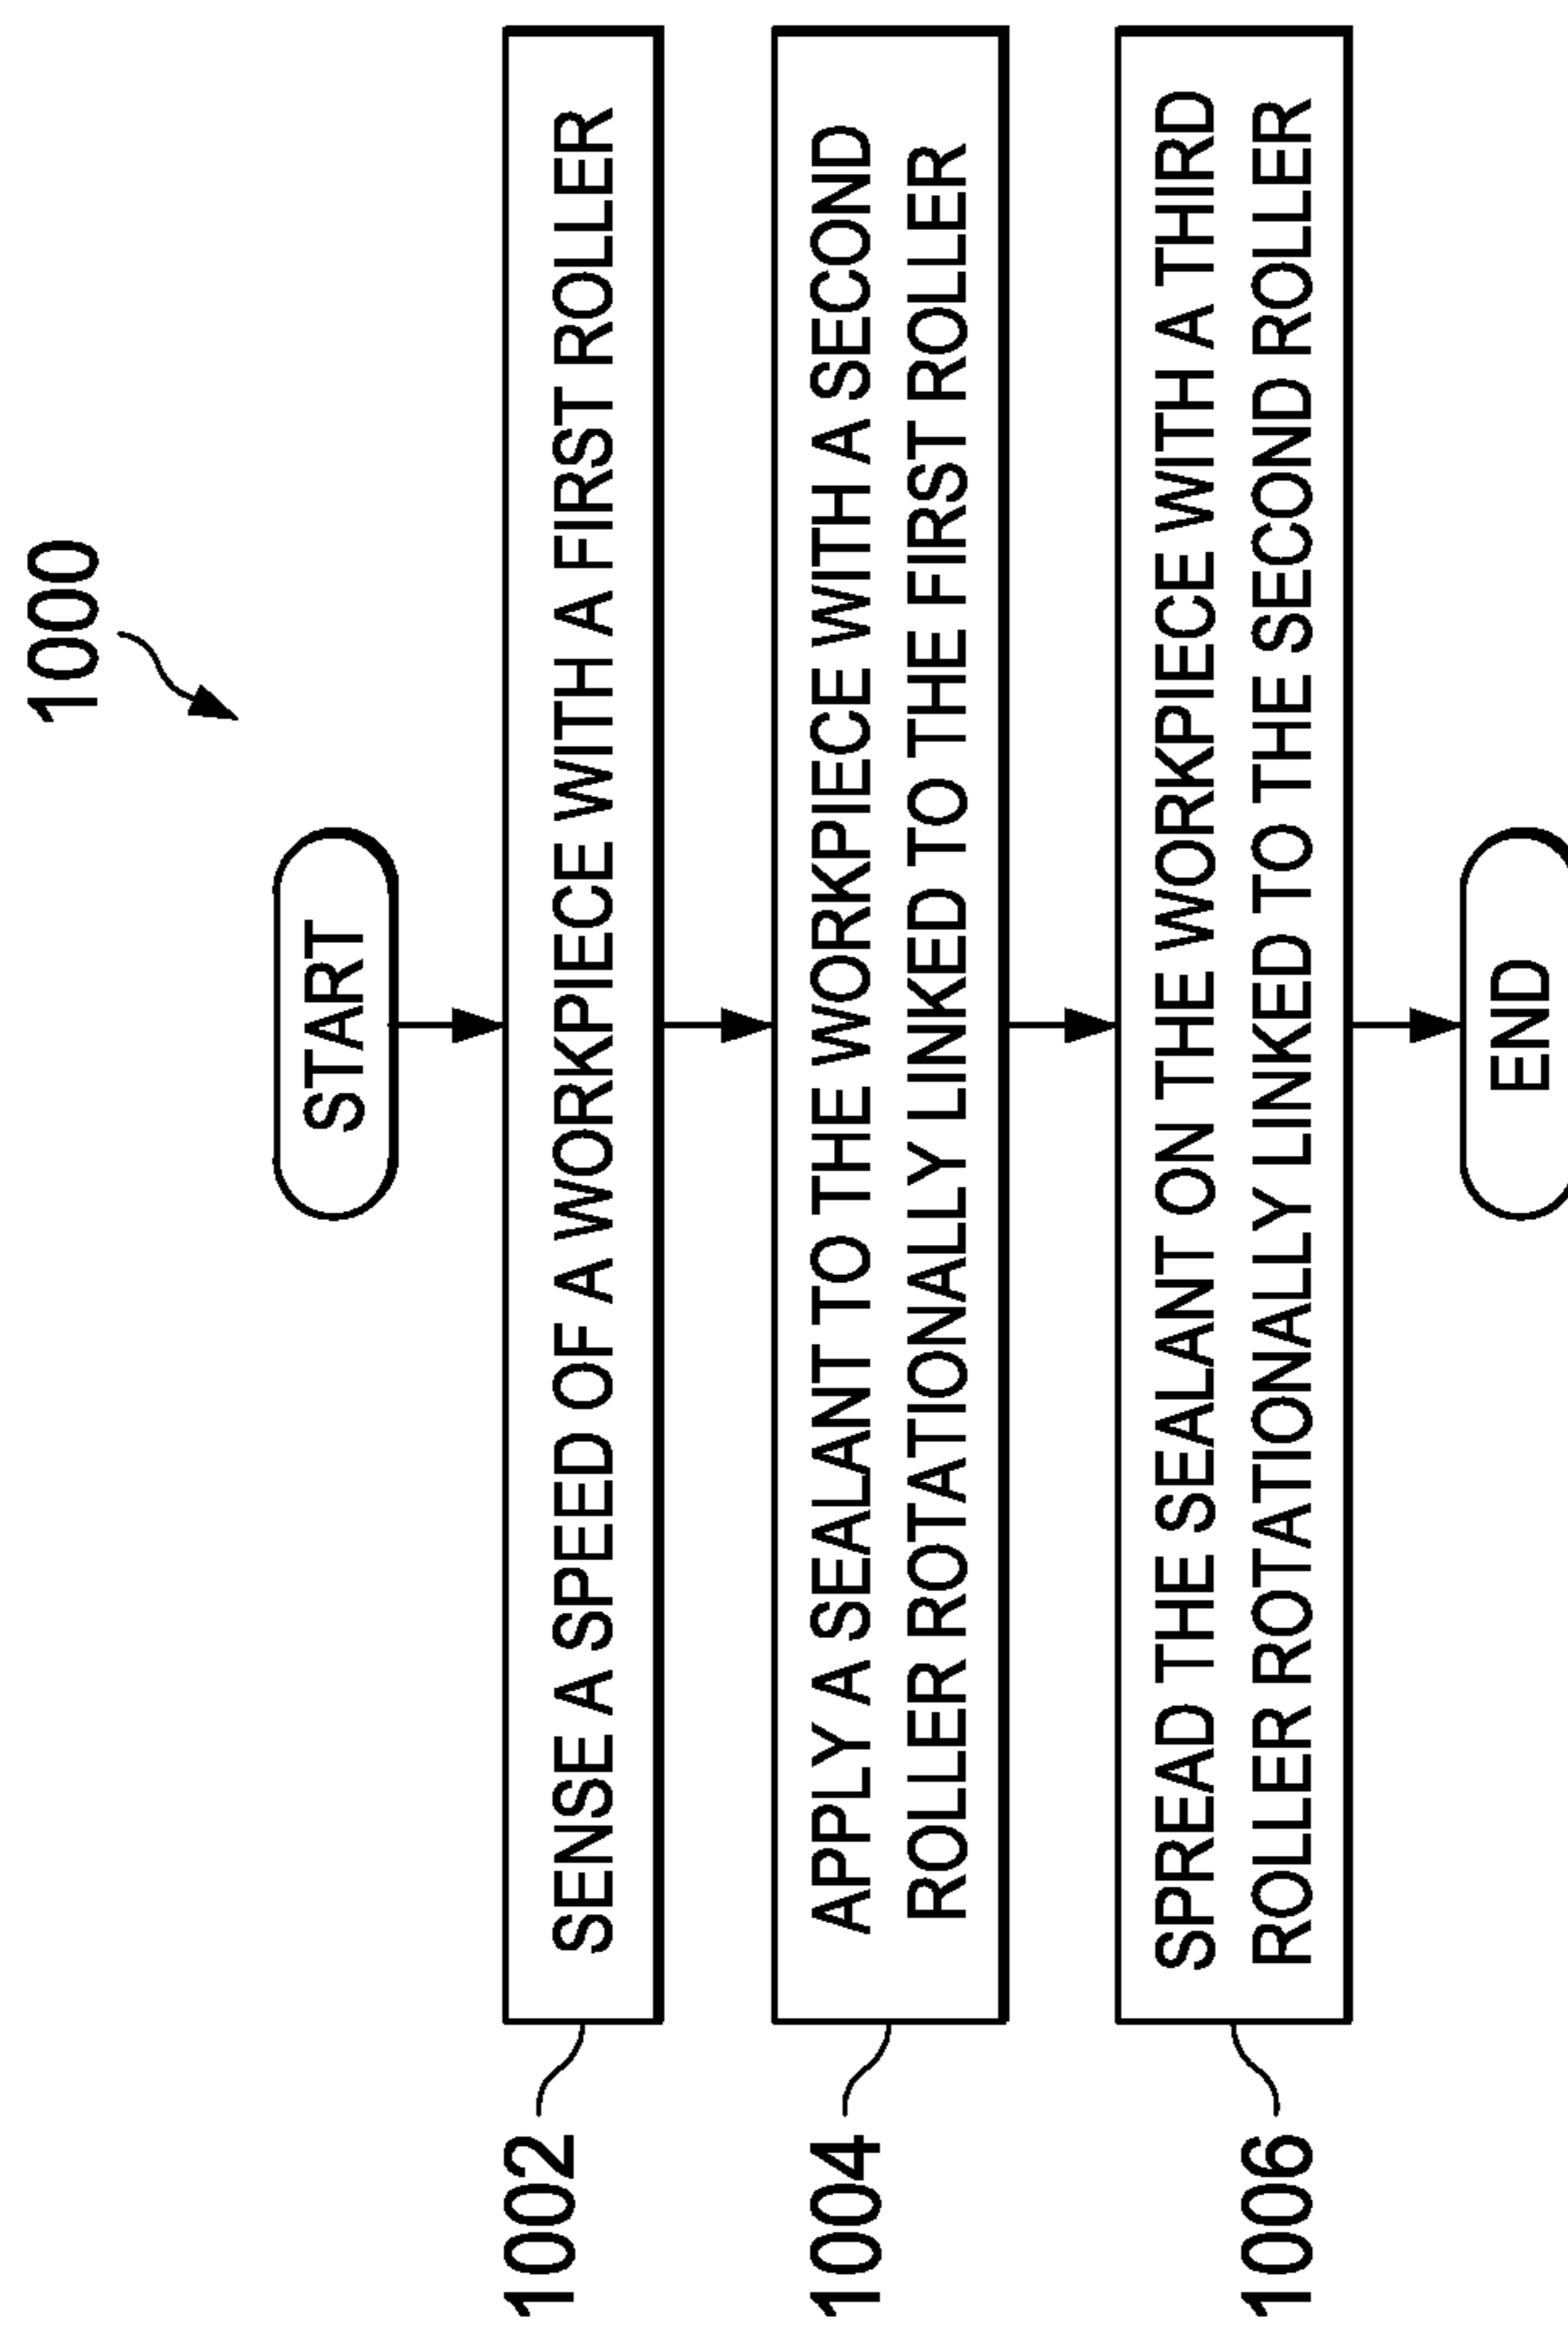 1000
START
1002
SENSE A SPEED OF A WORKPIECE WITH A FIRST ROLLER
1004
APPLY A SEALANT TO THE WORKPIECE WITH A SECOND
ROLLER ROTATIONALLY LINKED TO THE FIRST ROLLER
1006
SPREAD THE SEALANT ON THE WORKPIECE WITH A THIRD
ROLLER ROTATIONALLY LINKED TO THE SECOND ROLLER
END